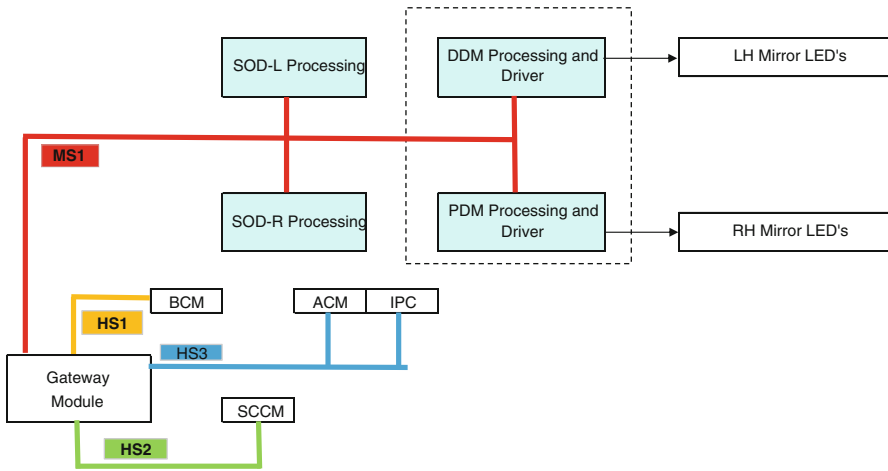 SOD-L Processing
DDM Processing and
Driver
LH Mirror LED's
MS1
SOD-R Processing
PDM Processing and
Driver
RH Mirror LED's
BCM
ACM
IPC
HS1
HS3
Gateway
Module
SCCM
HS2